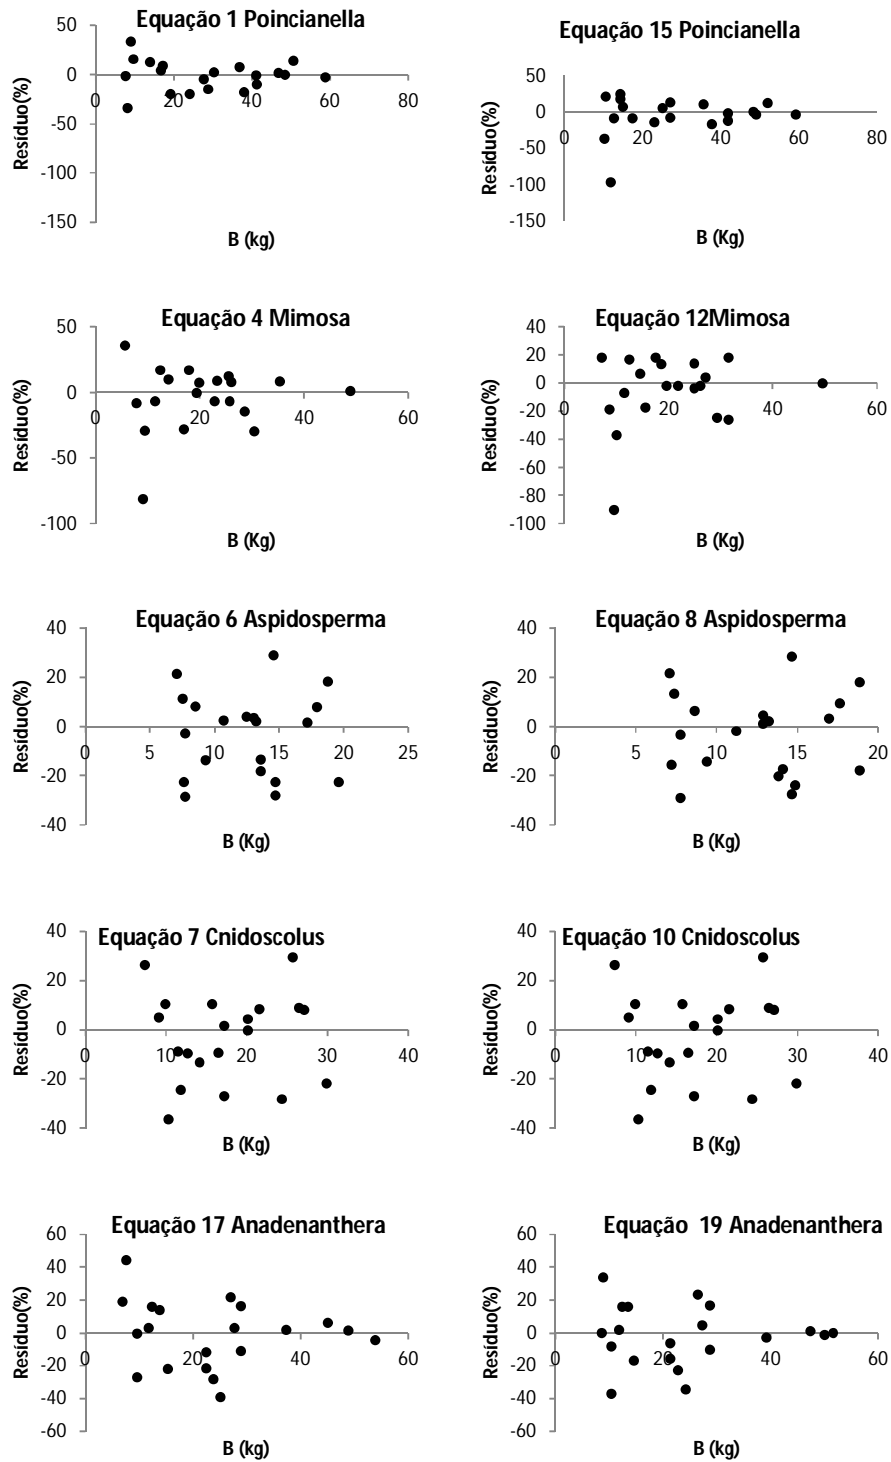 Equação 1 Poincianella
50
0
-50
-100
-150
0 20 40 60 80
Resíduo(%)
B (kg)
Equação 15 Poincianella
50
0
-50
-100
-150
0 20 40 60 80
Resíduo(%)
B (Kg)
Equação 4 Mimosa
50
0
-50
-100
0 20 40 60
Resíduo(%)
B (Kg)
Equação 12Mimosa
40
20
0
-20
-40
-60
-80
-100
0 20 40 60
Resíduo(%)
B (Kg)
Equação 6 Aspidosperma
40
20
0
-20
-40
0 5 10 15 20 25
Resíduo(%)
B (Kg)
Equação 8 Aspidosperma
40
20
0
-20
-40
0 5 10 15 20
Resíduo(%)
B (Kg)
Equação 7 Cnidoscolus
40
20
0
-20
-40
0 10 20 30 40
Resíduo(%)
B (Kg)
Equação 10 Cnidoscolus
40
20
0
-20
-40
0 10 20 30 40
Resíduo(%)
B (Kg)
Equação 17 Anadenanthera
60
40
20
0
-20
-40
-60
0 20 40 60
Resíduo(%)
B (kg)
Equação 19 Anadenanthera
60
40
20
0
-20
-40
-60
0 20 40 60
Resíduo(%)
B (kg)